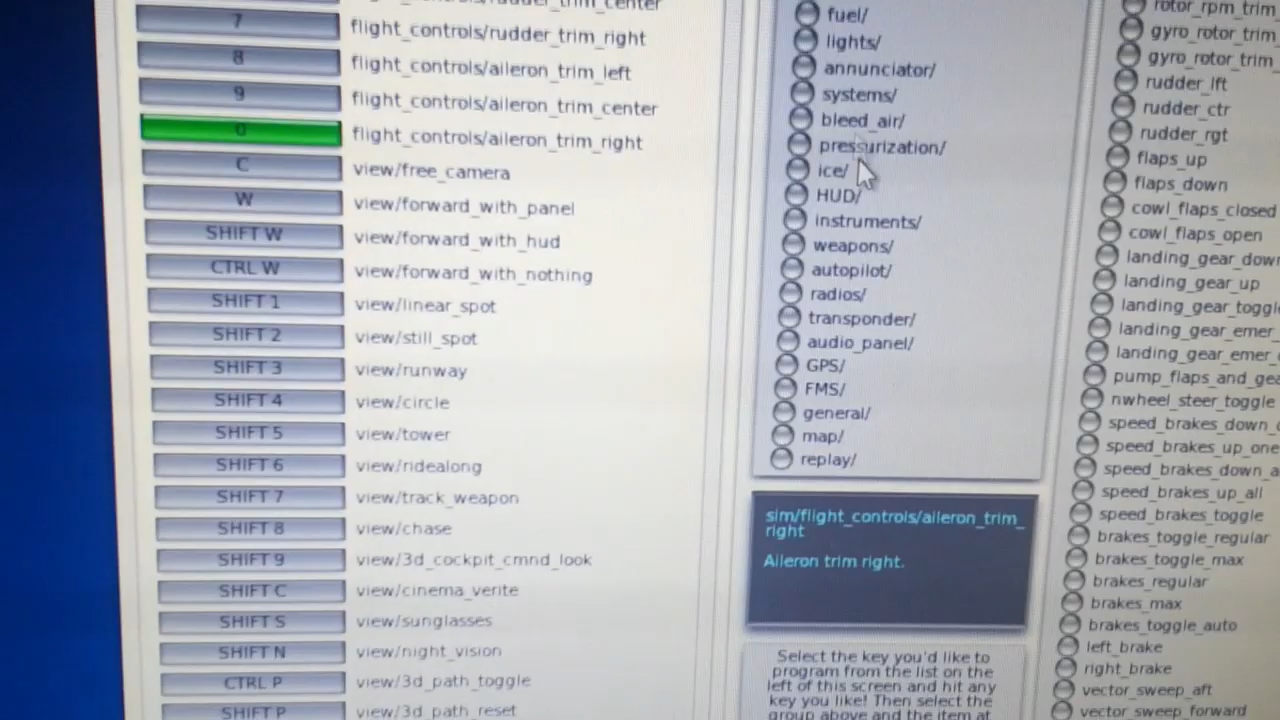 7 flight_controls/rudder_trim_right
8 flight_controls/aileron_trim_left
9 flight_controls/aileron_trim_center
0 flight_controls/aileron_trim_right
C view/free_camera
W view/forward_with_panel
SHIFT W view/forward_with_hud
CTRL W view/forward_with_nothing
SHIFT 1 view/linear_spot
SHIFT 2 view/still_spot
SHIFT 3 view/runway
SHIFT 4 view/circle
SHIFT 5 view/tower
SHIFT 6 view/ridealong
SHIFT 7 view/track_weapon
SHIFT 8 view/chase
SHIFT 9 view/3d_cockpit_cmnd_look
SHIFT C view/cinema_verite
SHIFT S view/sunglasses
SHIFT N view/night_vision
CTRL P view/3d_path_toggle
SHIFT P view/3d_path_reset
fuel/
lights/
annunciator/
systems/
bleed_air/
pressurization/
ice/
HUD/
instruments/
weapons/
autopilot/
radios/
transponder/
audio_panel/
GPS/
FMS/
general/
map/
replay/
sim/flight_controls/aileron_trim_
right
Aileron trim right.
Select the key you'd like to
program from the list on the
left of this screen and hit any
key you like! Then select the
group above and the item at
rotor_rpm_trim
gyro_rotor_trim
gyro_rotor_trim_
rudder_lft
rudder_ctr
rudder_rgt
flaps_up
flaps_down
cowl_flaps_closed
cowl_flaps_open
landing_gear_down
landing_gear_up
landing_gear_toggle
landing_gear_emer_
landing_gear_emer_
pump_flaps_and_gea
nwheel_steer_toggle
speed_brakes_down_
speed_brakes_up_one
speed_brakes_down_a
speed_brakes_up_all
speed_brakes_toggle
brakes_toggle_regular
brakes_toggle_max
brakes_regular
brakes_max
brakes_toggle_auto
left_brake
right_brake
vector_sweep_aft
vector_sweep_forward